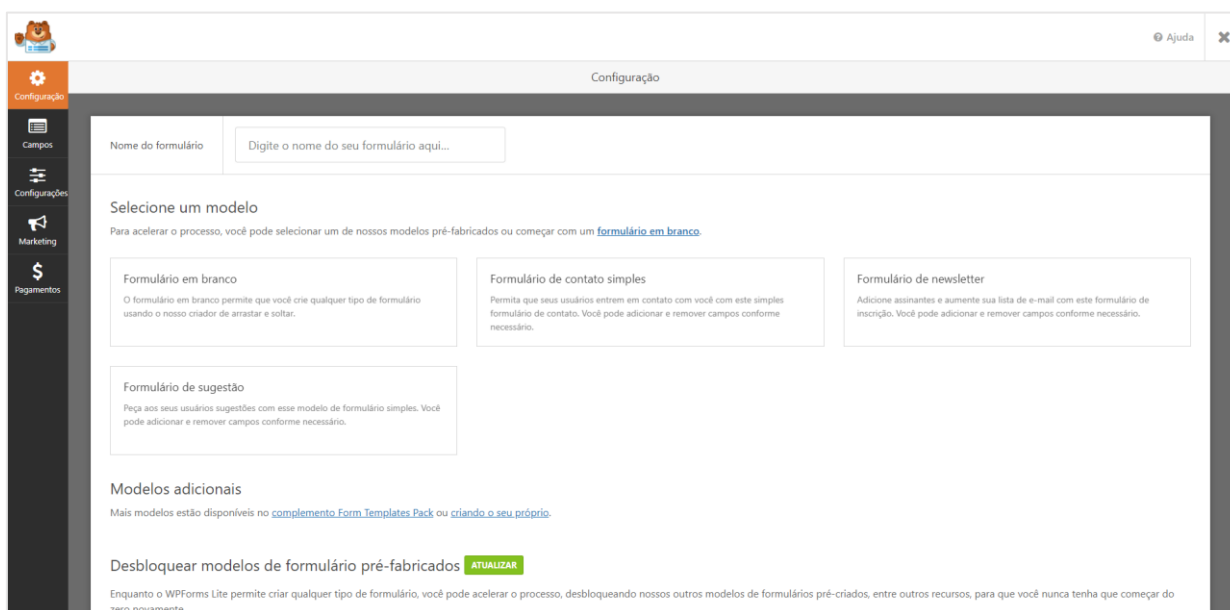 Ajuda
Configuração
Configuração
Campos
Configurações
Marketing
Pagamentos
Nome do formulário
Digite o nome do seu formulário aqui...
Selecione um modelo
Para acelerar o processo, você pode selecionar um de nossos modelos pré-fabricados ou começar com um formulário em branco.
Formulário em branco
O formulário em branco permite que você crie qualquer tipo de formulário
usando o nosso criador de arrastar e soltar.
Formulário de contato simples
Permita que seus usuários entrem em contato com você com este simples
formulário de contato. Você pode adicionar e remover campos conforme
necessário.
Formulário de newsletter
Adicione assinantes e aumente sua lista de e-mail com este formulário de
inscrição. Você pode adicionar e remover campos conforme necessário.
Formulário de sugestão
Peça aos seus usuários sugestões com esse modelo de formulário simples. Você
pode adicionar e remover campos conforme necessário.
Modelos adicionais
Mais modelos estão disponíveis no complemento Form Templates Pack ou criando o seu próprio.
Desbloquear modelos de formulário pré-fabricados ATUALIZAR
Enquanto o WPForms Lite permite criar qualquer tipo de formulário, você pode acelerar o processo, desbloqueando nossos outros modelos de formulários pré-criados, entre outros recursos, para que você nunca tenha que começar do
zero novamente.